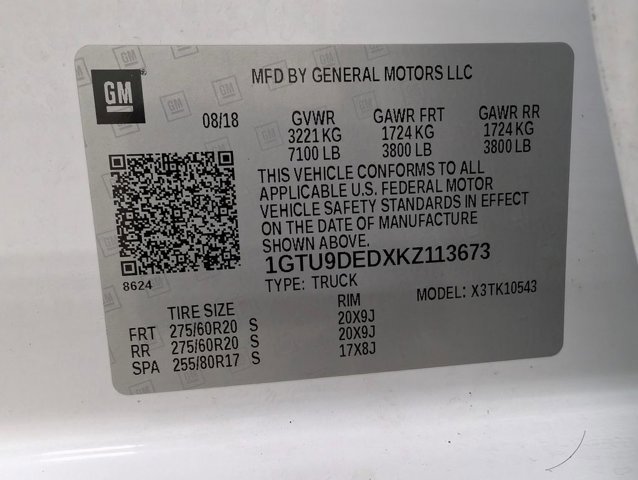 GM
MFD BY GENERAL MOTORS LLC
08/18 GVWR GAWR FRT GAWR RR
3221 KG 1724 KG 1724 KG
7100 LB 3800 LB 3800 LB
THIS VEHICLE CONFORMS TO ALL
APPLICABLE U.S. FEDERAL MOTOR
VEHICLE SAFETY STANDARDS IN EFFECT
ON THE DATE OF MANUFACTURE
SHOWN ABOVE.
8624 1GTU9DEDXKZ113673
TYPE: TRUCK MODEL: X3TK10543
TIRE SIZE RIM
FRT 275/60R20 S 20X9J
RR 275/60R20 S 20X9J
SPA 255/80R17 S 17X8J